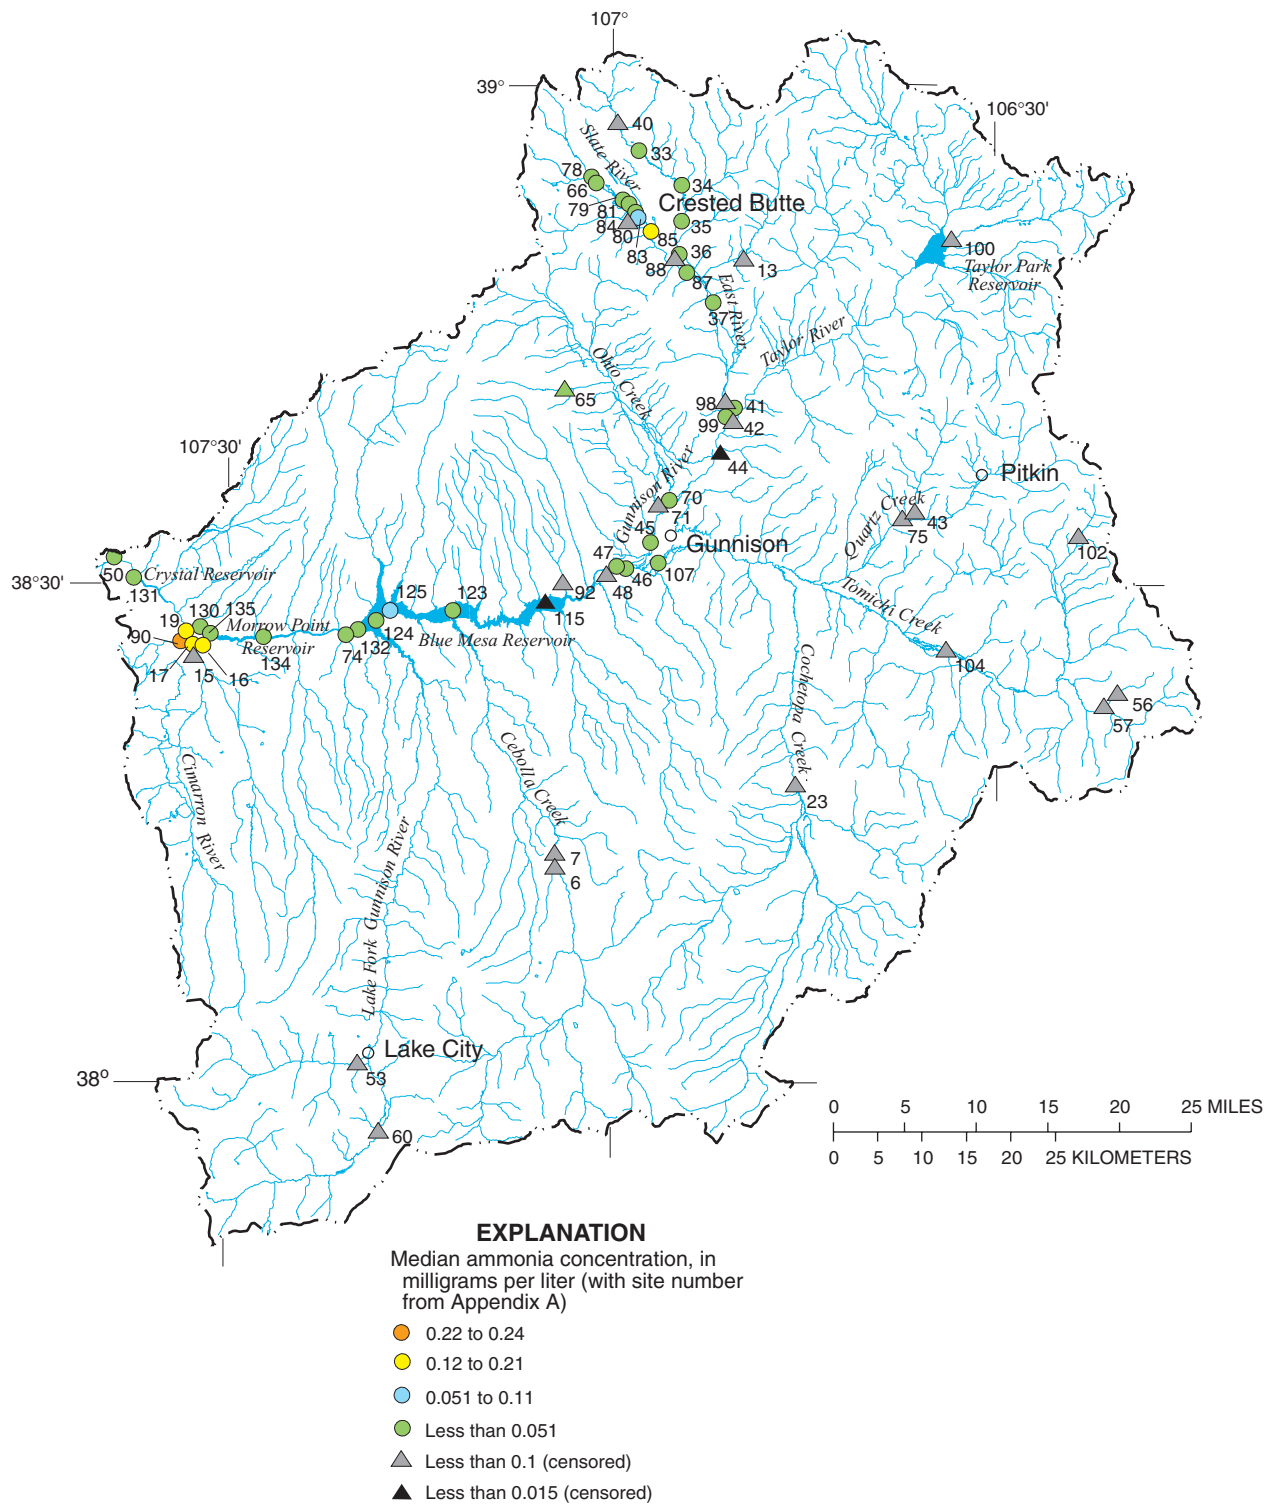 107°
39°
106°30'
40
Slate River
33
78
66
34
79
Crested Butte
81
84
35
80
85
83
36
100
88
13
Taylor Park
Reservoir
87
East River
37
Taylor River
Ohio Creek
65
98
41
99
42
107°30'
44
Gunnison River
Pitkin
70
Quartz Creek
71
43
45
75
Gunnison
102
47
50
Crystal Reservoir
46
107
38°30'
131
125
123
92
48
Tomichi Creek
19
130
135
115
90
Morrow Point
Reservoir
124
Blue Mesa Reservoir
132
74
134
17
15
16
104
Cochetopa Creek
56
57
Cimarron River
Cebolla Creek
23
Lake Fork Gunnison River
7
6
Lake City
53
38°
60
0 5 10 15 20 25 MILES
0 5 10 15 20 25 KILOMETERS
EXPLANATION
Median ammonia concentration, in
milligrams per liter (with site number
from Appendix A)
0.22 to 0.24
0.12 to 0.21
0.051 to 0.11
Less than 0.051
Less than 0.1 (censored)
Less than 0.015 (censored)